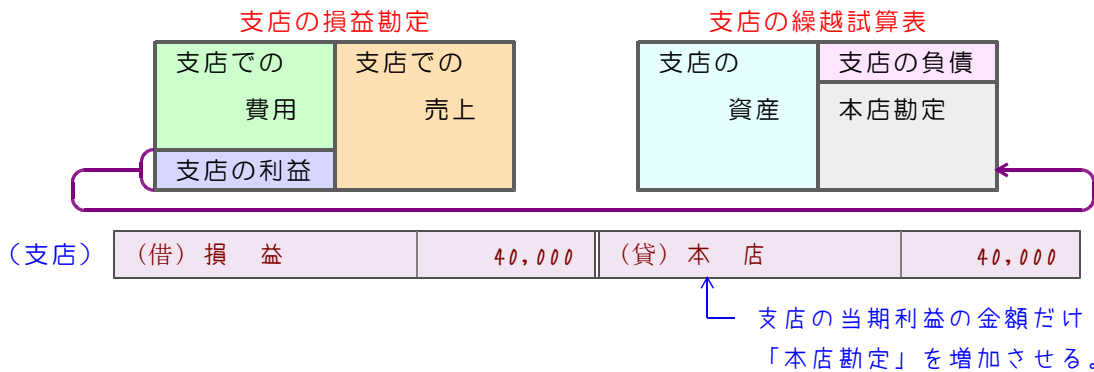 支店の損益勘定
支店の繰越試算表
支店での
費用
支店での
売上
支店の利益
支店の
資産
支店の負債
本店勘定
（支店） （借）損 益 40,000 （貸）本 店 40,000
支店の当期利益の金額だけ
「本店勘定」を増加させる。